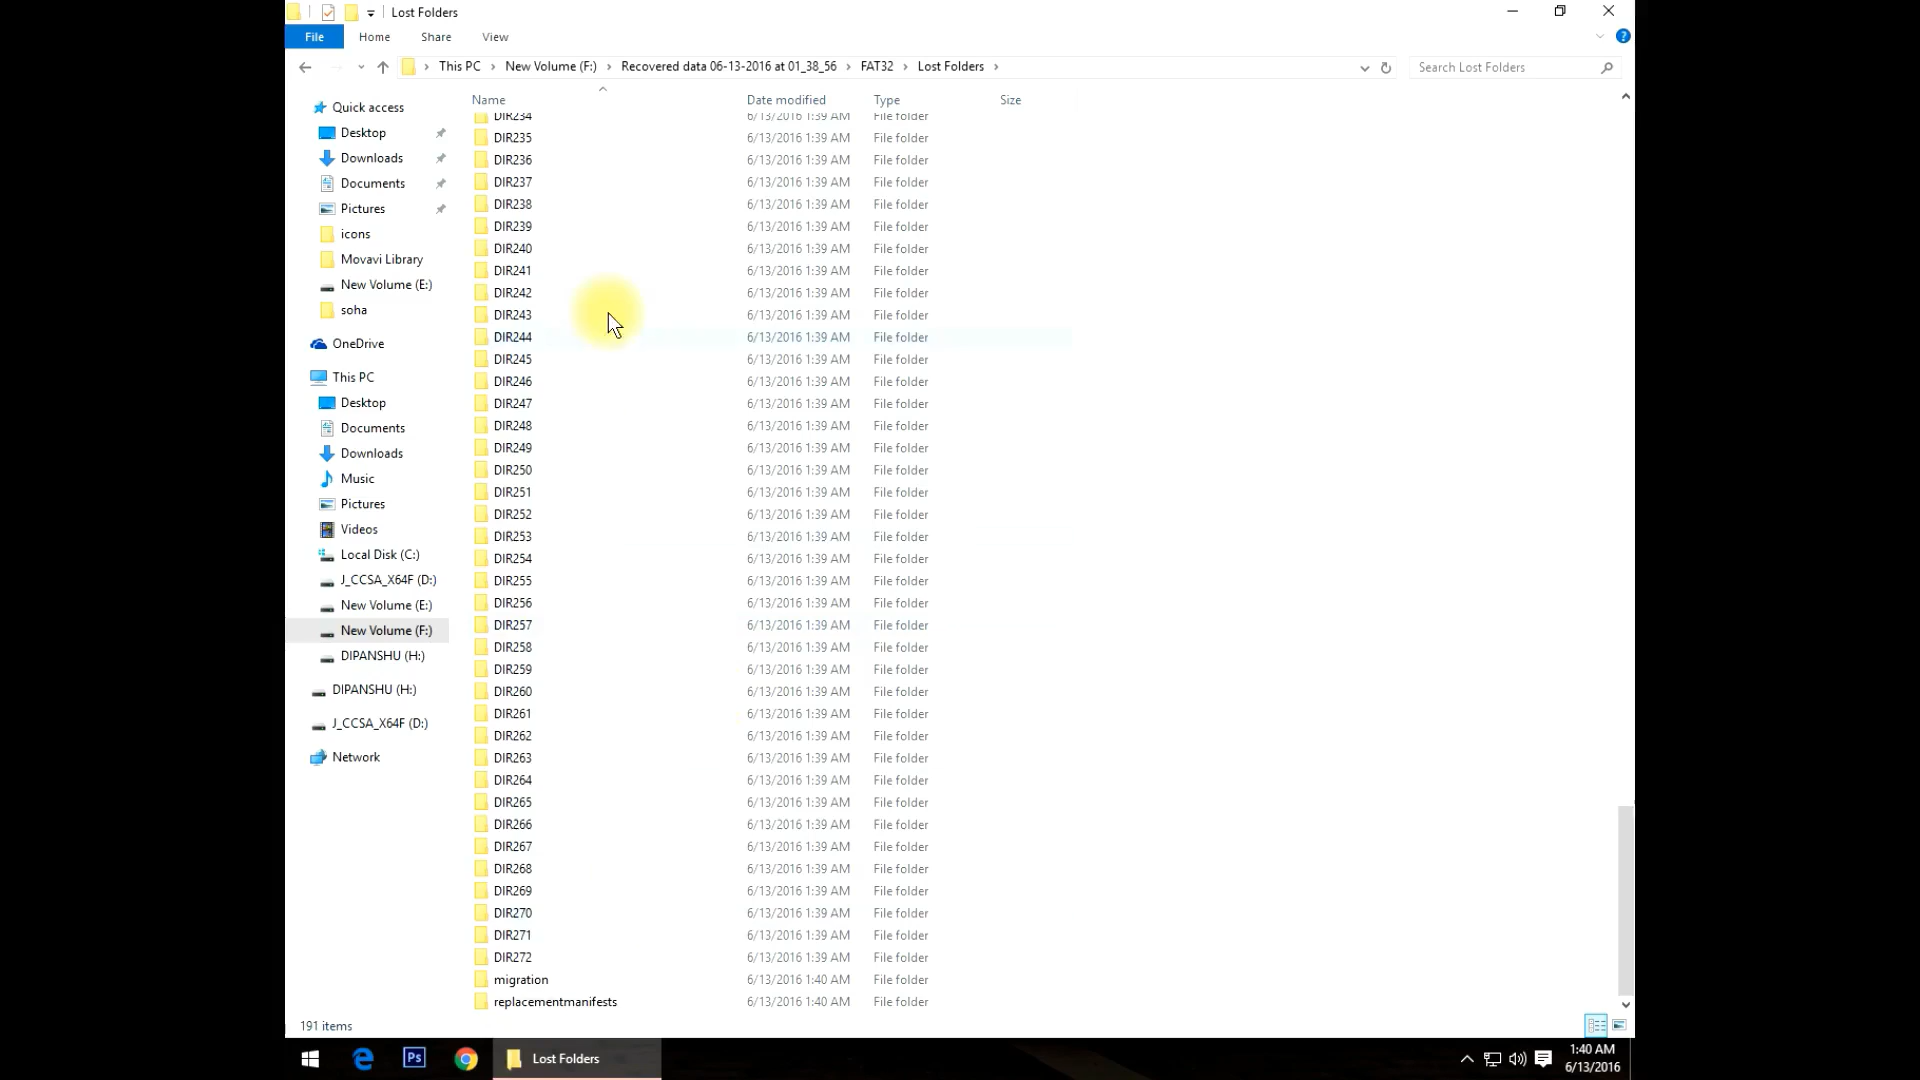 Lost Folders
File Home Share View
This PC New Volume (F:) Recovered data 06-13-2016 at 01_38_56 FAT32 Lost Folders Search Lost Folders
Quick access
Desktop
Downloads
Documents
Pictures
icons
Movavi Library
New Volume (E:)
soha
OneDrive
This PC
Desktop
Documents
Downloads
Music
Pictures
Videos
Local Disk (C:)
J_CCSA_X64F (D:)
New Volume (E:)
New Volume (F:)
DIPANSHU (H:)
DIPANSHU (H:)
J_CCSA_X64F (D:)
Network
Name Date modified Type Size
DIR234 6/13/2016 1:39 AM File folder
DIR235 6/13/2016 1:39 AM File folder
DIR236 6/13/2016 1:39 AM File folder
DIR237 6/13/2016 1:39 AM File folder
DIR238 6/13/2016 1:39 AM File folder
DIR239 6/13/2016 1:39 AM File folder
DIR240 6/13/2016 1:39 AM File folder
DIR241 6/13/2016 1:39 AM File folder
DIR242 6/13/2016 1:39 AM File folder
DIR243 6/13/2016 1:39 AM File folder
DIR244 6/13/2016 1:39 AM File folder
DIR245 6/13/2016 1:39 AM File folder
DIR246 6/13/2016 1:39 AM File folder
DIR247 6/13/2016 1:39 AM File folder
DIR248 6/13/2016 1:39 AM File folder
DIR249 6/13/2016 1:39 AM File folder
DIR250 6/13/2016 1:39 AM File folder
DIR251 6/13/2016 1:39 AM File folder
DIR252 6/13/2016 1:39 AM File folder
DIR253 6/13/2016 1:39 AM File folder
DIR254 6/13/2016 1:39 AM File folder
DIR255 6/13/2016 1:39 AM File folder
DIR256 6/13/2016 1:39 AM File folder
DIR257 6/13/2016 1:39 AM File folder
DIR258 6/13/2016 1:39 AM File folder
DIR259 6/13/2016 1:39 AM File folder
DIR260 6/13/2016 1:39 AM File folder
DIR261 6/13/2016 1:39 AM File folder
DIR262 6/13/2016 1:39 AM File folder
DIR263 6/13/2016 1:39 AM File folder
DIR264 6/13/2016 1:39 AM File folder
DIR265 6/13/2016 1:39 AM File folder
DIR266 6/13/2016 1:39 AM File folder
DIR267 6/13/2016 1:39 AM File folder
DIR268 6/13/2016 1:39 AM File folder
DIR269 6/13/2016 1:39 AM File folder
DIR270 6/13/2016 1:39 AM File folder
DIR271 6/13/2016 1:39 AM File folder
DIR272 6/13/2016 1:39 AM File folder
migration 6/13/2016 1:40 AM File folder
replacementmanifests 6/13/2016 1:40 AM File folder
191 items
Ps Lost Folders 1:40 AM
6/13/2016